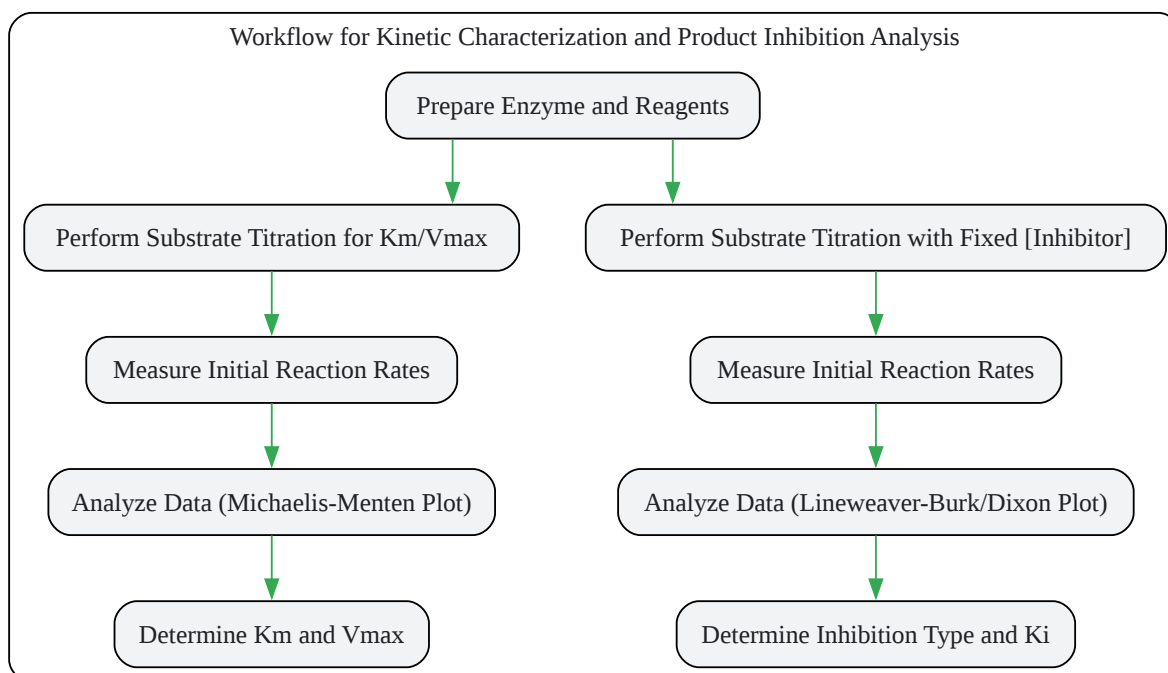 Workflow for Kinetic Characterization and Product Inhibition Analysis
Prepare Enzyme and Reagents
Perform Substrate Titration for Km/Vmax
Perform Substrate Titration with Fixed [Inhibitor]
Measure Initial Reaction Rates
Measure Initial Reaction Rates
Analyze Data (Michaelis-Menten Plot)
Analyze Data (Lineweaver-Burk/Dixon Plot)
Determine Km and Vmax
Determine Inhibition Type and Ki